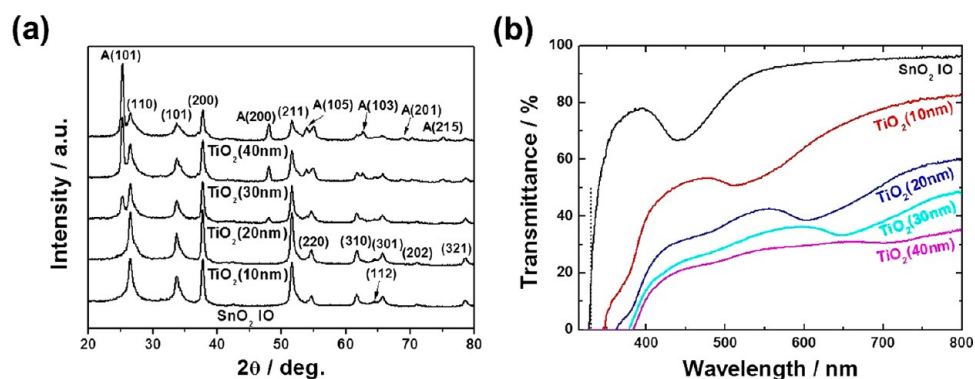 (a)
A(101)
(110)
(101)
(200)
A(200)
(211)
A(105)
A(103)
A(201)
A(215)
TiO2(40nm)
TiO2(30nm)
TiO2(20nm)
(220)
(310)
(301)
(202)
(321)
TiO2(10nm)
(112)
SnO2 IO
20 30 40 50 60 70 80
2θ / deg.
Intensity / a.u.
(b)
100
80
60
40
20
0
SnO2 IO
TiO2(10nm)
TiO2(20nm)
TiO2(30nm)
TiO2(40nm)
400 500 600 700 800
Wavelength / nm
Transmittance / %